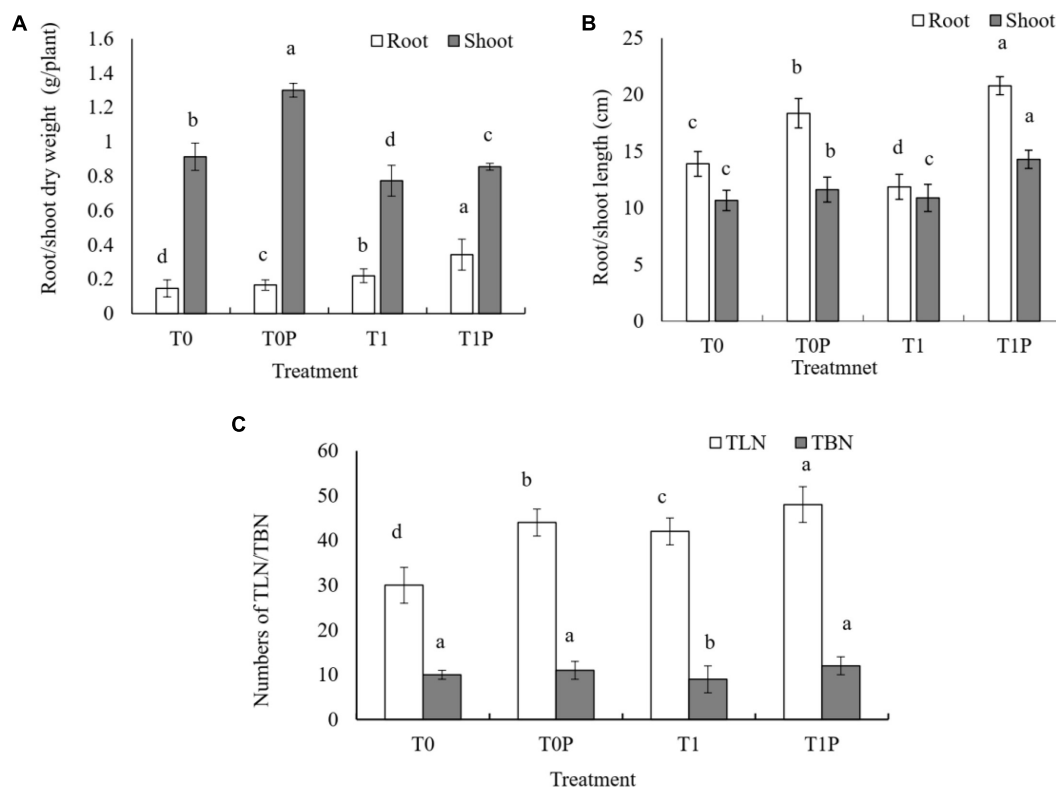 A
Root/shoot dry weight (g/plant)
Root Shoot
1.6
1.4
1.2
1
0.8
0.6
0.4
0.2
0
d
b
c
a
b
d
a
c
T0 T0P T1 T1P
Treatment
B
Root/shoot length (cm)
Root Shoot
25
20
15
10
5
0
c
c
b
b
d
c
a
a
T0 T0P T1 T1P
Treatmnet
C
Numbers of TLN/TBN
TLN TBN
60
50
40
30
20
10
0
d
a
b
a
c
b
a
a
T0 T0P T1 T1P
Treatment